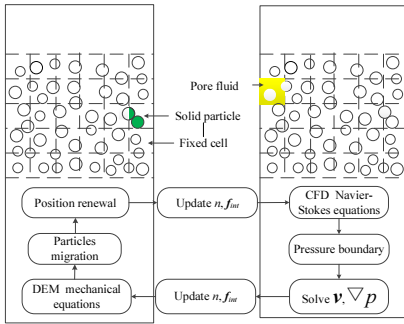 Pore fluid
Solid particle
Fixed cell
Position renewal
Update n, f_int
CFD Navier-
Stokes equations
Particles
migration
Pressure boundary
DEM mechanical
equations
Update n, f_int
Solve v, ▽p